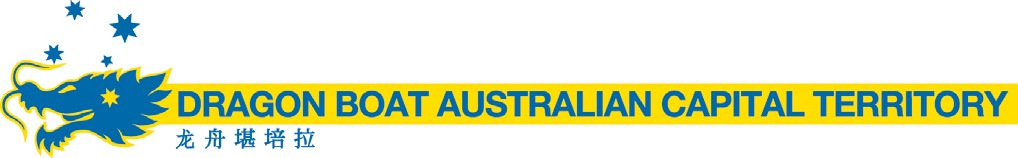 DRAGON BOAT AUSTRALIAN CAPITAL TERRITORY
龙舟堪培拉